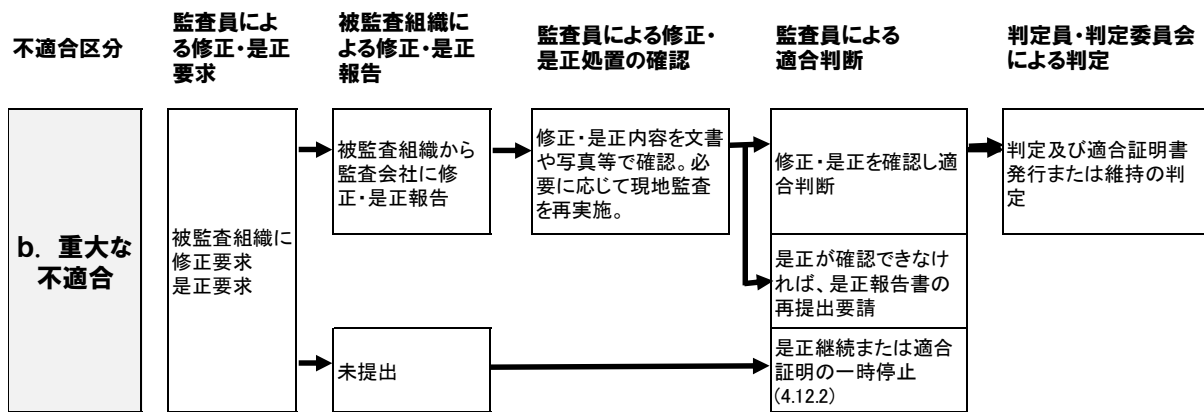 不適合区分
監査員によ
る修正・是正
要求
被監査組織に
よる修正・是正
報告
監査員による修正・
是正処置の確認
監査員による
適合判断
判定員・判定委員会
による判定
b. 重大な
不適合
被監査組織に
修正要求
是正要求
被監査組織から
監査会社に修
正・是正報告
修正・是正内容を文書
や写真等で確認。必
要に応じて現地監査
を再実施。
修正・是正を確認し適
合判断
判定及び適合証明書
発行または維持の判
定
是正が確認できなけ
れば、是正報告書の
再提出要請
未提出
是正継続または適合
証明の一時停止
(4.12.2)